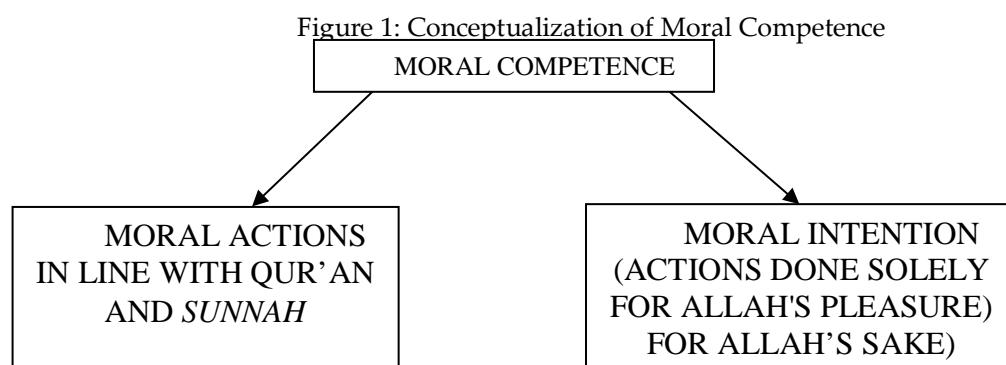 Figure 1: Conceptualization of Moral Competence
MORAL COMPETENCE
MORAL ACTIONS
IN LINE WITH QUR’AN
AND SUNNAH
MORAL INTENTION
(ACTIONS DONE SOLELY
FOR ALLAH'S PLEASURE)
FOR ALLAH’S SAKE)